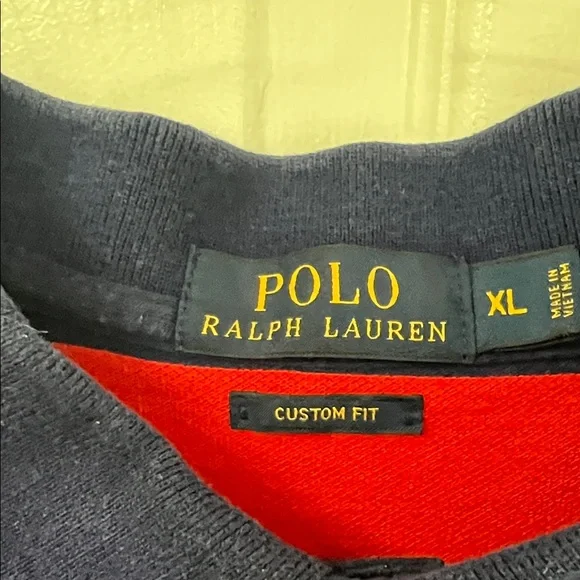 POLO
RALPH LAUREN
XL
MADE IN
VIETNAM
CUSTOM FIT